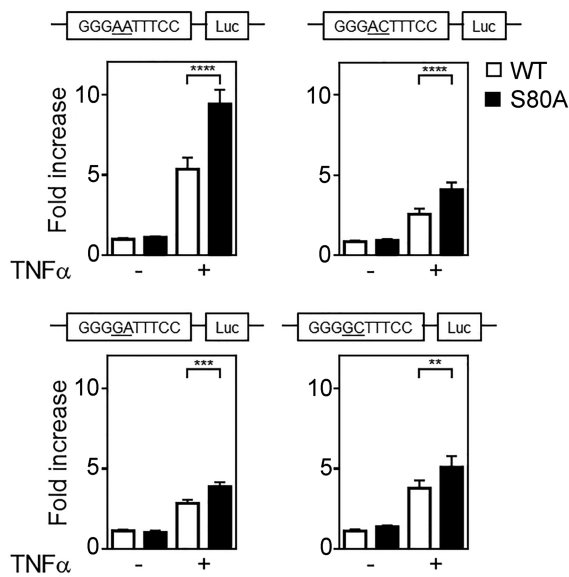 GGGAATTTCC Luc GGGACTTTCC Luc
WT
S80A
Fold increase
10
5
0
****
10
5
0
****
TNFα - + - +
GGGGATTTCC Luc GGGGCTTTCC Luc
Fold increase
10
5
0
***
10
5
0
**
TNFα - + - +